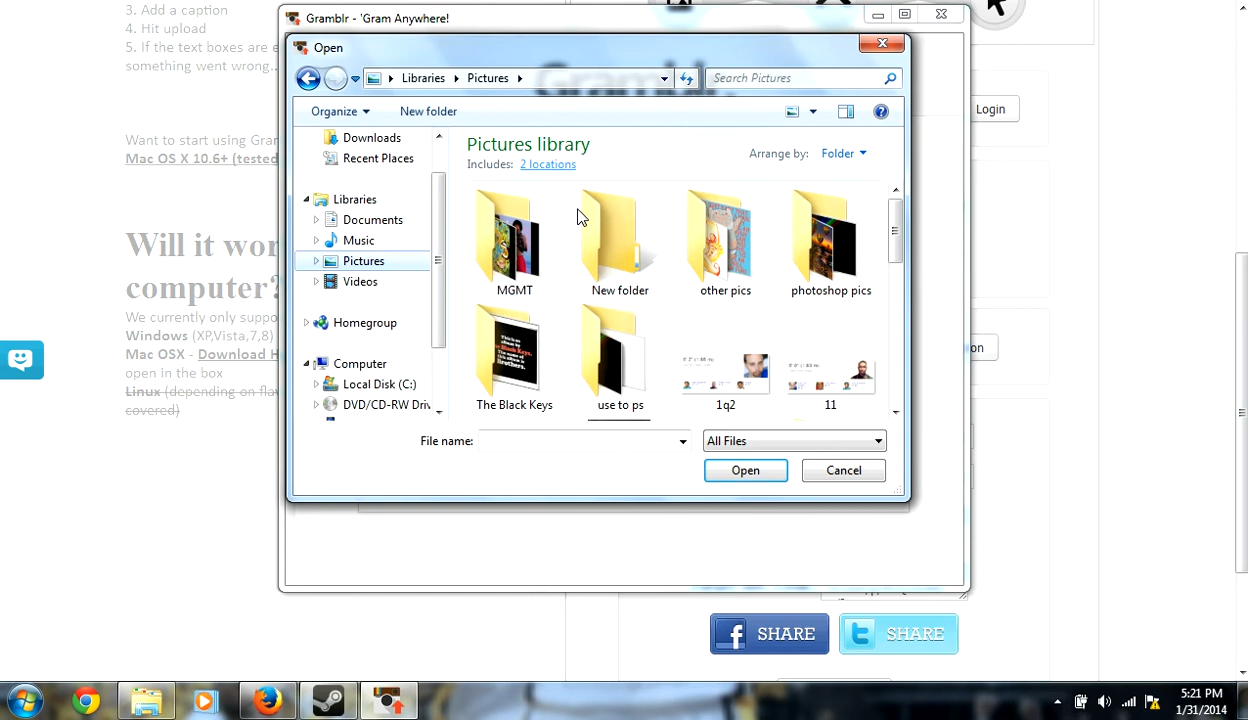 3. Add a caption
4. Hit upload
5. If the text boxes are e
something went wrong..
Want to start using Gra
Mac OS X 10.6+ (tested
Will it wor
computer?
We currently only suppo
Windows (XP,Vista,7,8)
Mac OSX - Download H
open in the box
Linux (depending on flav
covered)
Gramblr - 'Gram Anywhere!
Open
Libraries
Pictures
Search Pictures
Organize
New folder
Downloads
Recent Places
Libraries
Documents
Music
Pictures
Videos
Homegroup
Computer
Local Disk (C:)
DVD/CD-RW Driv
Pictures library
Includes: 2 locations
Arrange by: Folder
MGMT
New folder
other pics
photoshop pics
The Black Keys
use to ps
1q2
11
File name:
All Files
Open
Cancel
Login
on
SHARE
SHARE
5:21 PM
1/31/2014